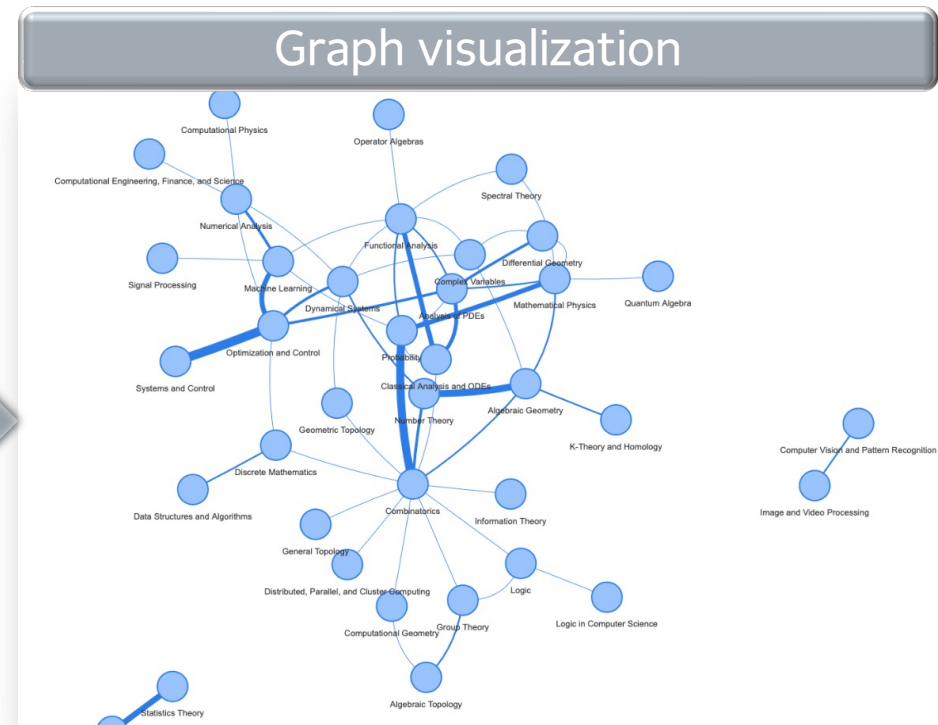 Graph visualization
Computational Physics
Operator Algebras
Computational Engineering, Finance, and Science
Spectral Theory
Numerical Analysis
Functional Analysis
Differential Geometry
Signal Processing
Machine Learning
Complex Variables
Mathematical Physics
Quantum Algebra
Dynamical Systems
Analysis of PDEs
Optimization and Control
Probability
Systems and Control
Classical Analysis and ODEs
Algebraic Geometry
Number Theory
Geometric Topology
K-Theory and Homology
Computer Vision and Pattern Recognition
Discrete Mathematics
Combinatorics
Data Structures and Algorithms
Information Theory
Image and Video Processing
General Topology
Distributed, Parallel, and Cluster Computing
Logic
Logic in Computer Science
Group Theory
Computational Geometry
Algebraic Topology
Statistics Theory